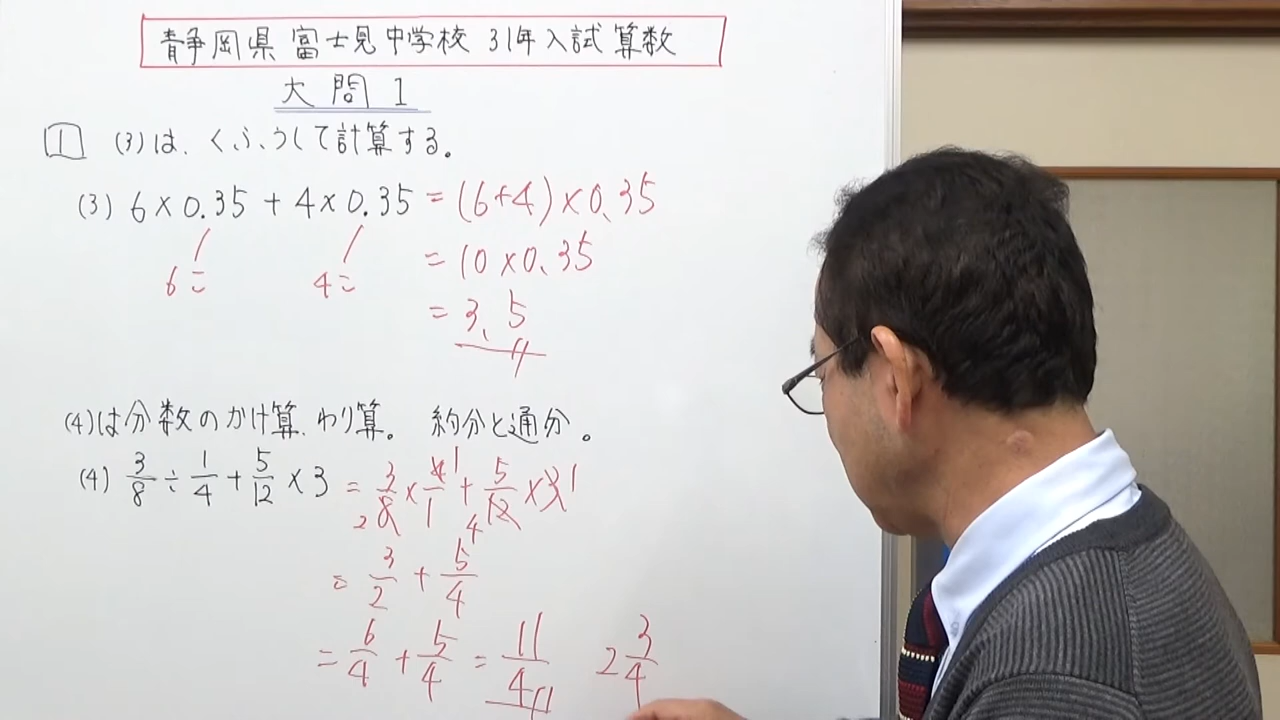 静岡県富士見中学校 31年入試算数
大問 1
1 (3)は、くふうして計算する。
(3) 6×0.35 + 4×0.35 = (6+4)×0.35
6こ 4こ = 10×0.35
= 3.5
(4)は分数のかけ算、わり算。 約分と通分。
(4) 3/8 ÷ 1/4 + 5/12 × 3 = 3/8 × 4/1 + 5/12 × 3
2 1 4 1
= 3/2 + 5/4
= 6/4 + 5/4 = 11/4 2 3/4